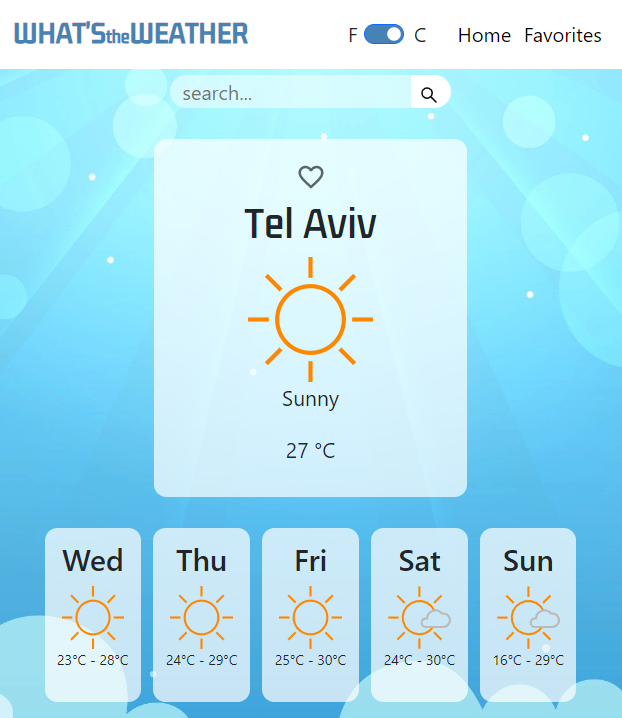 WHAT'StheWEATHER
F C Home Favorites
search...
Tel Aviv
Sunny
27 °C
Wed Thu Fri Sat Sun
23°C - 28°C 24°C - 29°C 25°C - 30°C 24°C - 30°C 16°C - 29°C